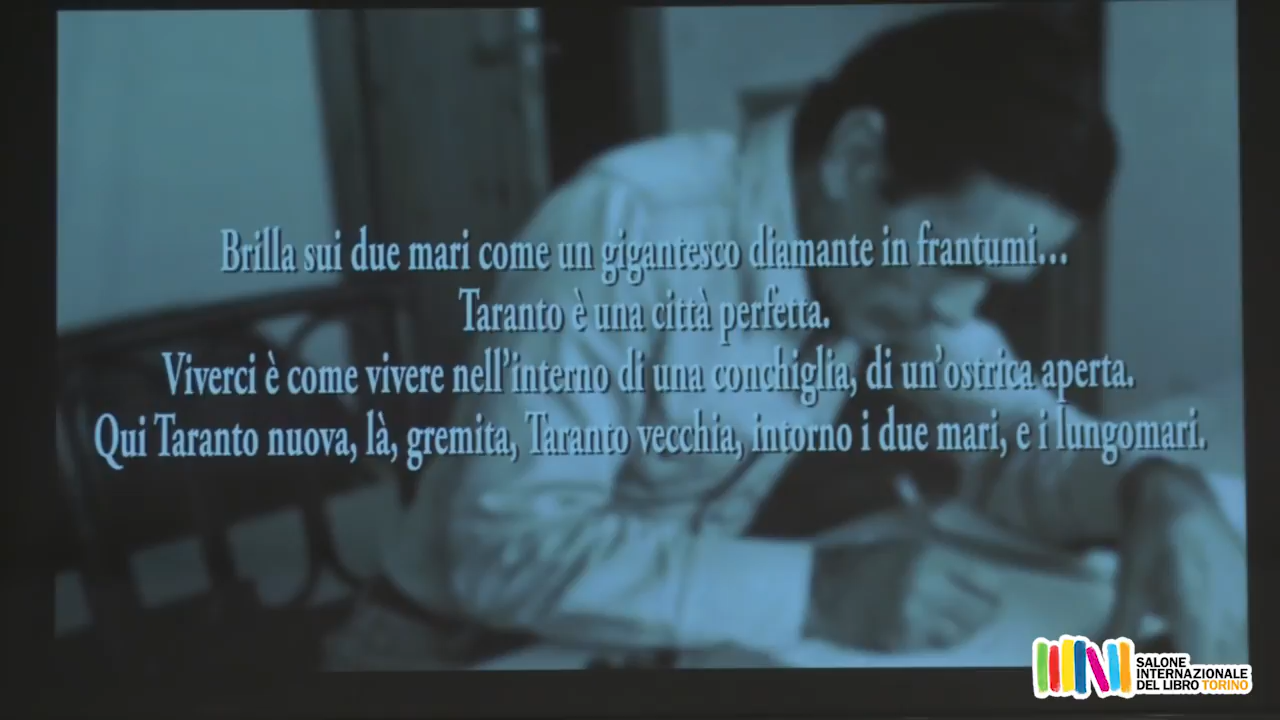 Brilla sui due mari come un gigantesco diamante in frantumi...
Taranto è una città perfetta.
Viverci è come vivere nell'interno di una conchiglia, di un'ostrica aperta.
Qui Taranto nuova, là, gremita, Taranto vecchia, intorno i due mari, e i lungomari.
SALONE
INTERNAZIONALE
DEL LIBRO TORINO